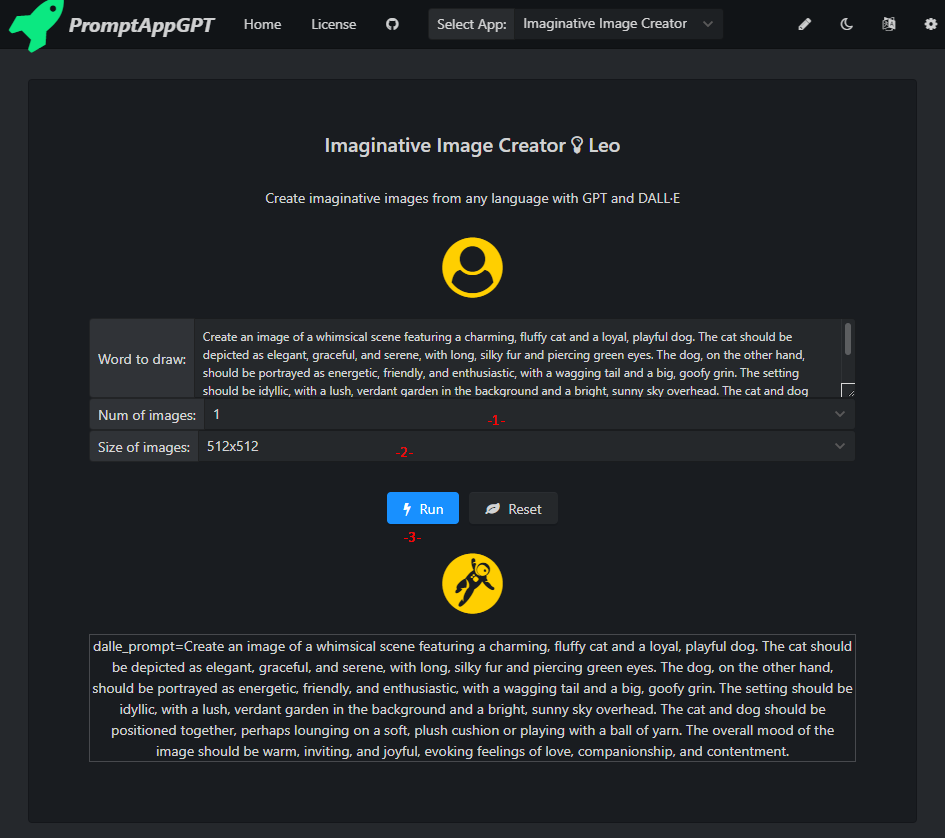 PromptAppGPT Home License Select App: Imaginative Image Creator
Imaginative Image Creator Leo
Create imaginative images from any language with GPT and DALL·E
Word to draw:
Create an image of a whimsical scene featuring a charming, fluffy cat and a loyal, playful dog. The cat should be
depicted as elegant, graceful, and serene, with long, silky fur and piercing green eyes. The dog, on the other hand,
should be portrayed as energetic, friendly, and enthusiastic, with a wagging tail and a big, goofy grin. The setting
should be idyllic, with a lush, verdant garden in the background and a bright, sunny sky overhead. The cat and dog
Num of images: 1
-1-
Size of images: 512x512
-2-
Run Reset
-3-
dalle_prompt=Create an image of a whimsical scene featuring a charming, fluffy cat and a loyal, playful dog. The cat should
be depicted as elegant, graceful, and serene, with long, silky fur and piercing green eyes. The dog, on the other hand,
should be portrayed as energetic, friendly, and enthusiastic, with a wagging tail and a big, goofy grin. The setting should be
idyllic, with a lush, verdant garden in the background and a bright, sunny sky overhead. The cat and dog should be
positioned together, perhaps lounging on a soft, plush cushion or playing with a ball of yarn. The overall mood of the
image should be warm, inviting, and joyful, evoking feelings of love, companionship, and contentment.